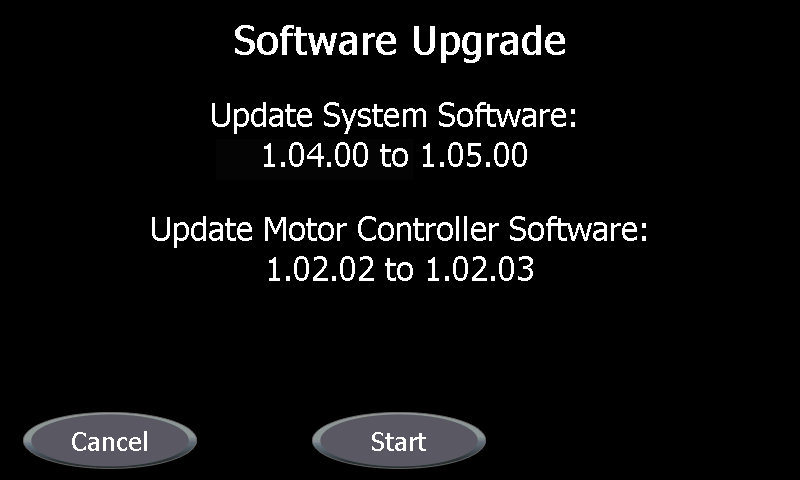 Software Upgrade
Update System Software:
1.04.00 to 1.05.00
Update Motor Controller Software:
1.02.02 to 1.02.03
Cancel
Start